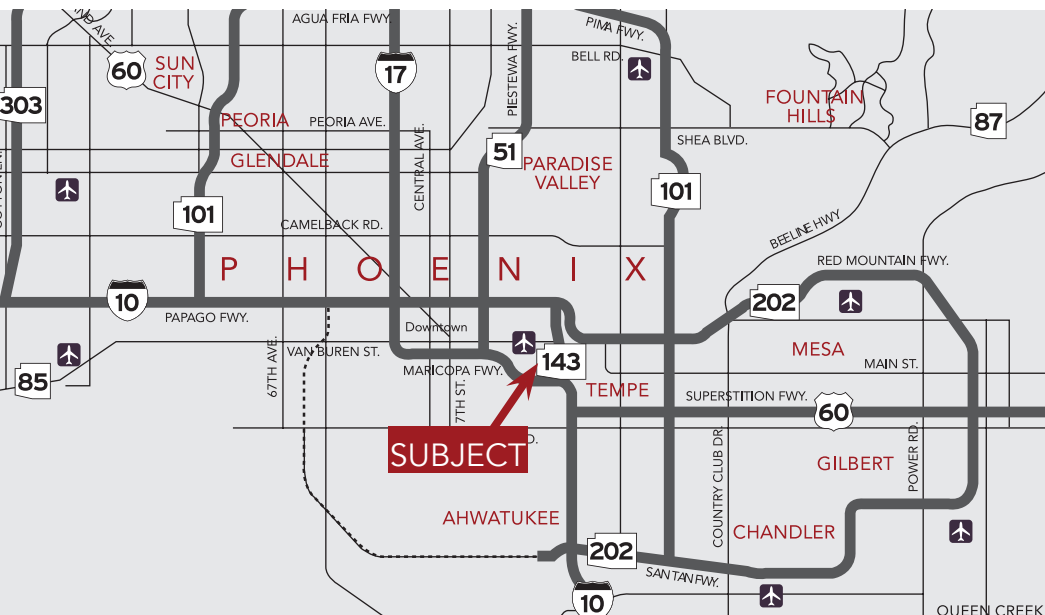 AGUA FRIA FWY.
PIMA FWY.
BELL RD.
60
SUN
CITY
17
PIESTEWA FWY.
303
PEORIA
PEORIA AVE.
FOUNTAIN
HILLS
87
GLENDALE
CENTRAL AVE.
51
PARADISE
VALLEY
SHEA BLVD.
101
101
CAMELBACK RD.
BEELINE HWY
PHOENIX
RED MOUNTAIN FWY.
10
202
PAPAGO FWY.
Downtown
67TH AVE.
VAN BUREN ST.
MARICOPA FWY.
143
MESA
MAIN ST.
85
7TH ST.
TEMPE
SUPERSTITION FWY.
60
SUBJECT
D.
COUNTRY CLUB DR.
GILBERT
POWER RD.
AHWATUKEE
CHANDLER
202
SANTAN FWY.
10
QUEEN CREEK